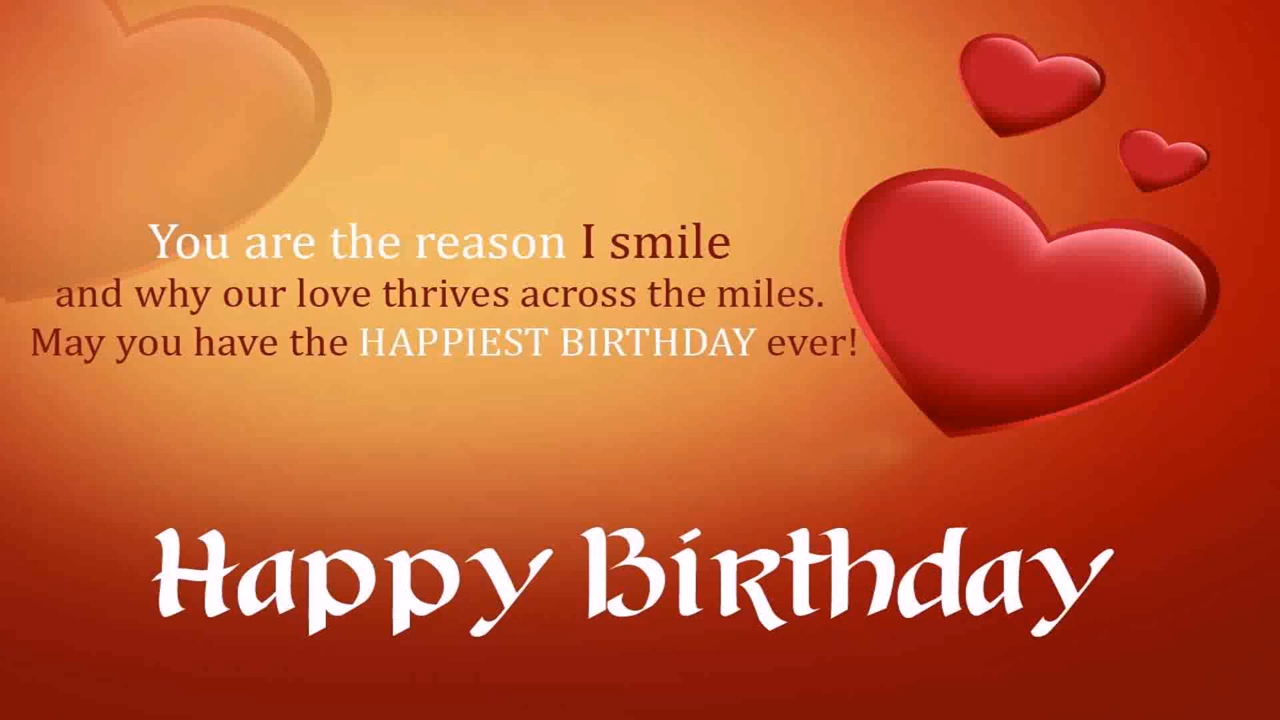 You are the reason I smile
and why our love thrives across the miles.
May you have the HAPPIEST BIRTHDAY ever!
Happy Birthday